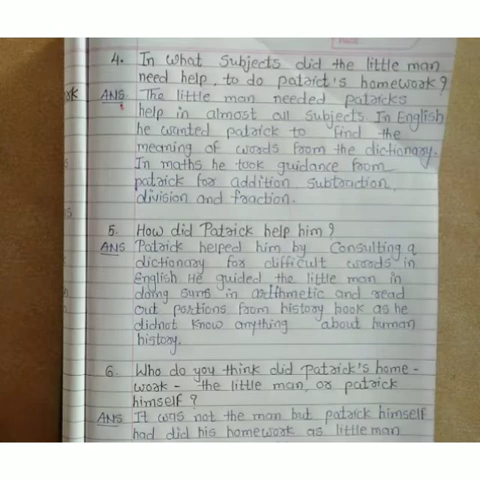 4. In what subjects did the little man
need help to do patrict's homework?
ANS. The little man needed patricks
help in almost all subjects In English
he wanted patrick to find the
meaning of words from the dictionary.
In maths he took guidance from
patrick for addition subtraction,
division and fraction.
5. How did Patrick help him?
ANS Patrick helped him by Consulting a
dictionary for difficult words in
English He guided the little man in
doing sums in arithmetic and read
out portions from history book as he
didnot know anything about human
history.
6. Who do you think did Patrick's home-
work - the little man, or patrick
himself?
ANS It was not the man but patrick himself
had did his homework as little man